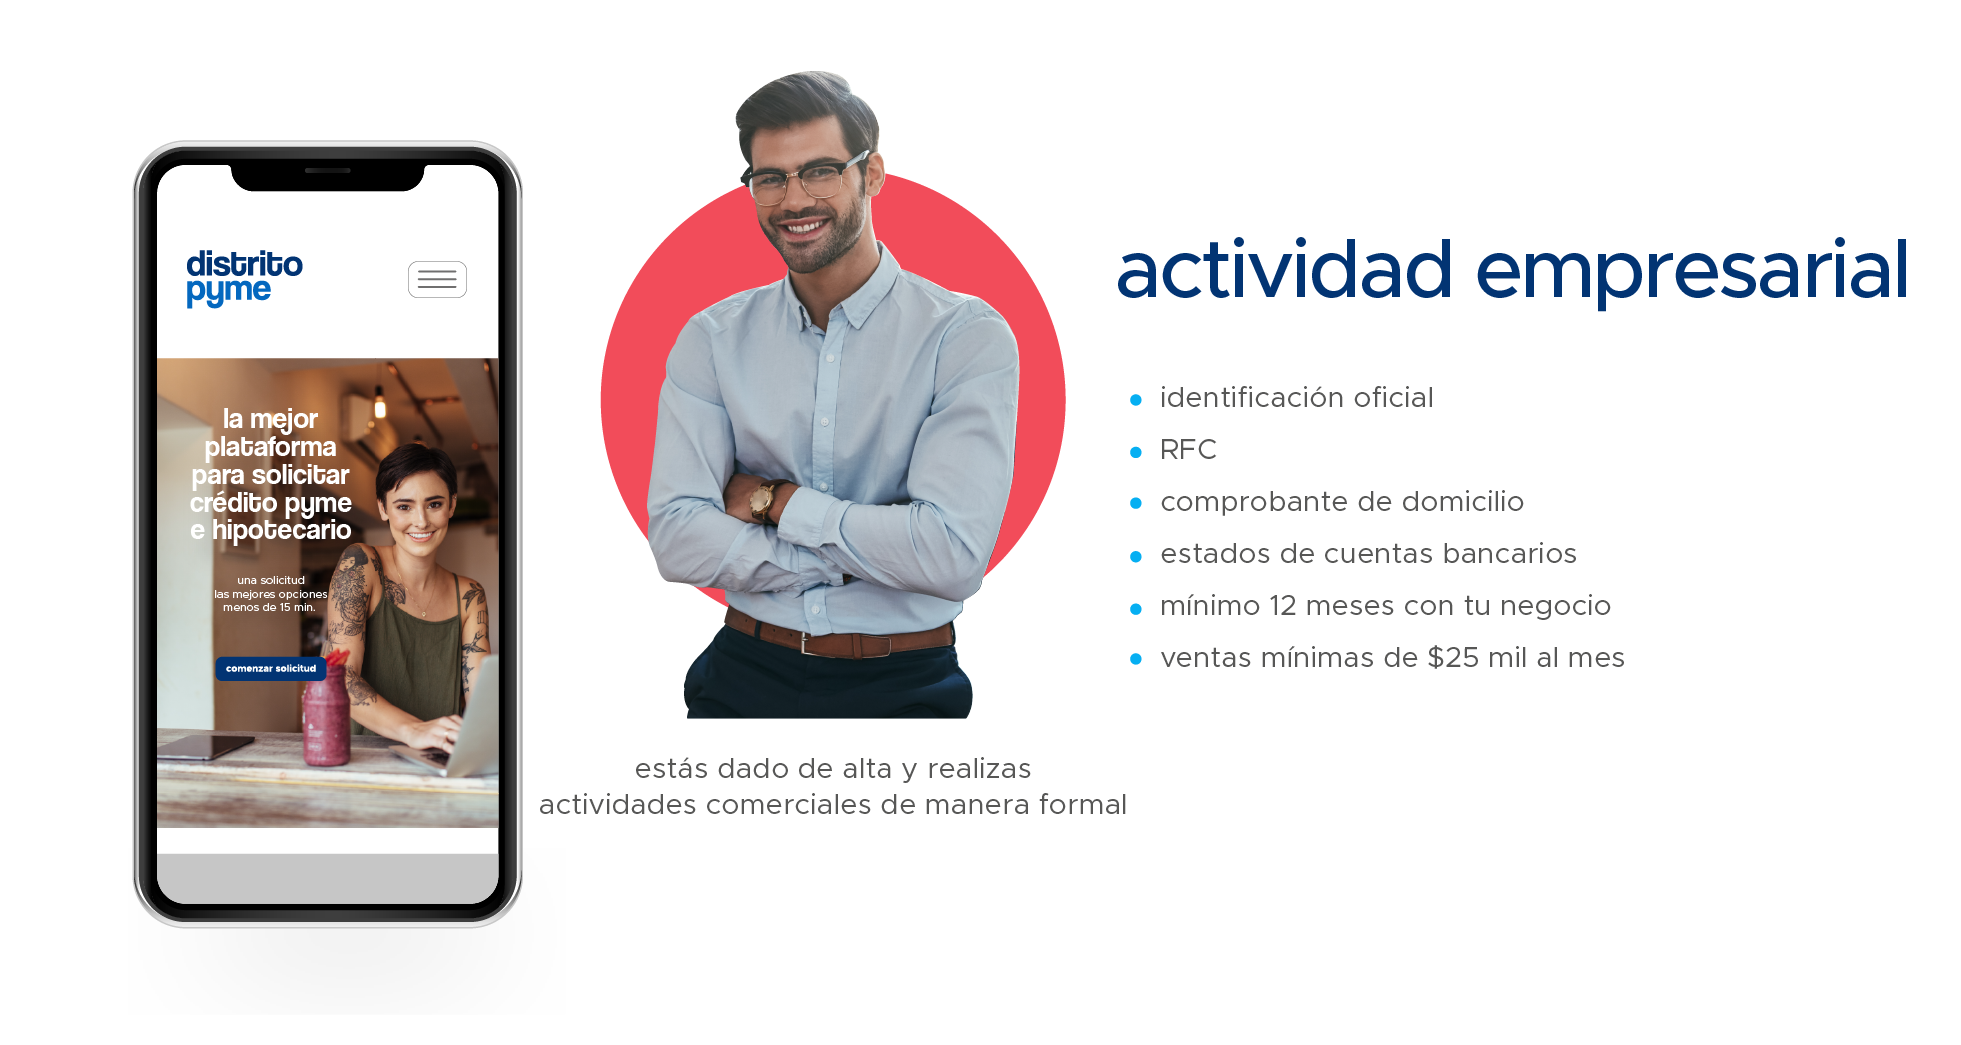 distrito
pyme
la mejor
plataforma
para solicitar
crédito pyme
e hipotecario
una solicitud
las mejores opciones
menos de 15 min.
comenzar solicitud
estás dado de alta y realizas
actividades comerciales de manera formal
actividad empresarial
identificación oficial
RFC
comprobante de domicilio
estados de cuentas bancarios
mínimo 12 meses con tu negocio
ventas mínimas de $25 mil al mes